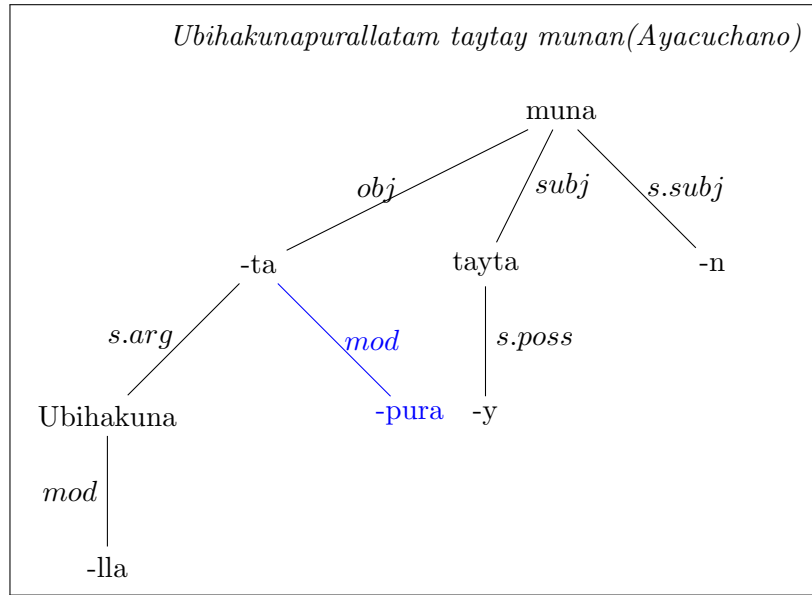 Ubihakunapurallatam taytay munan(Ayacuchano)
muna
obj subj s.subj
-ta tayta -n
s.arg mod s.poss
Ubihakuna -pura -y
mod
-lla